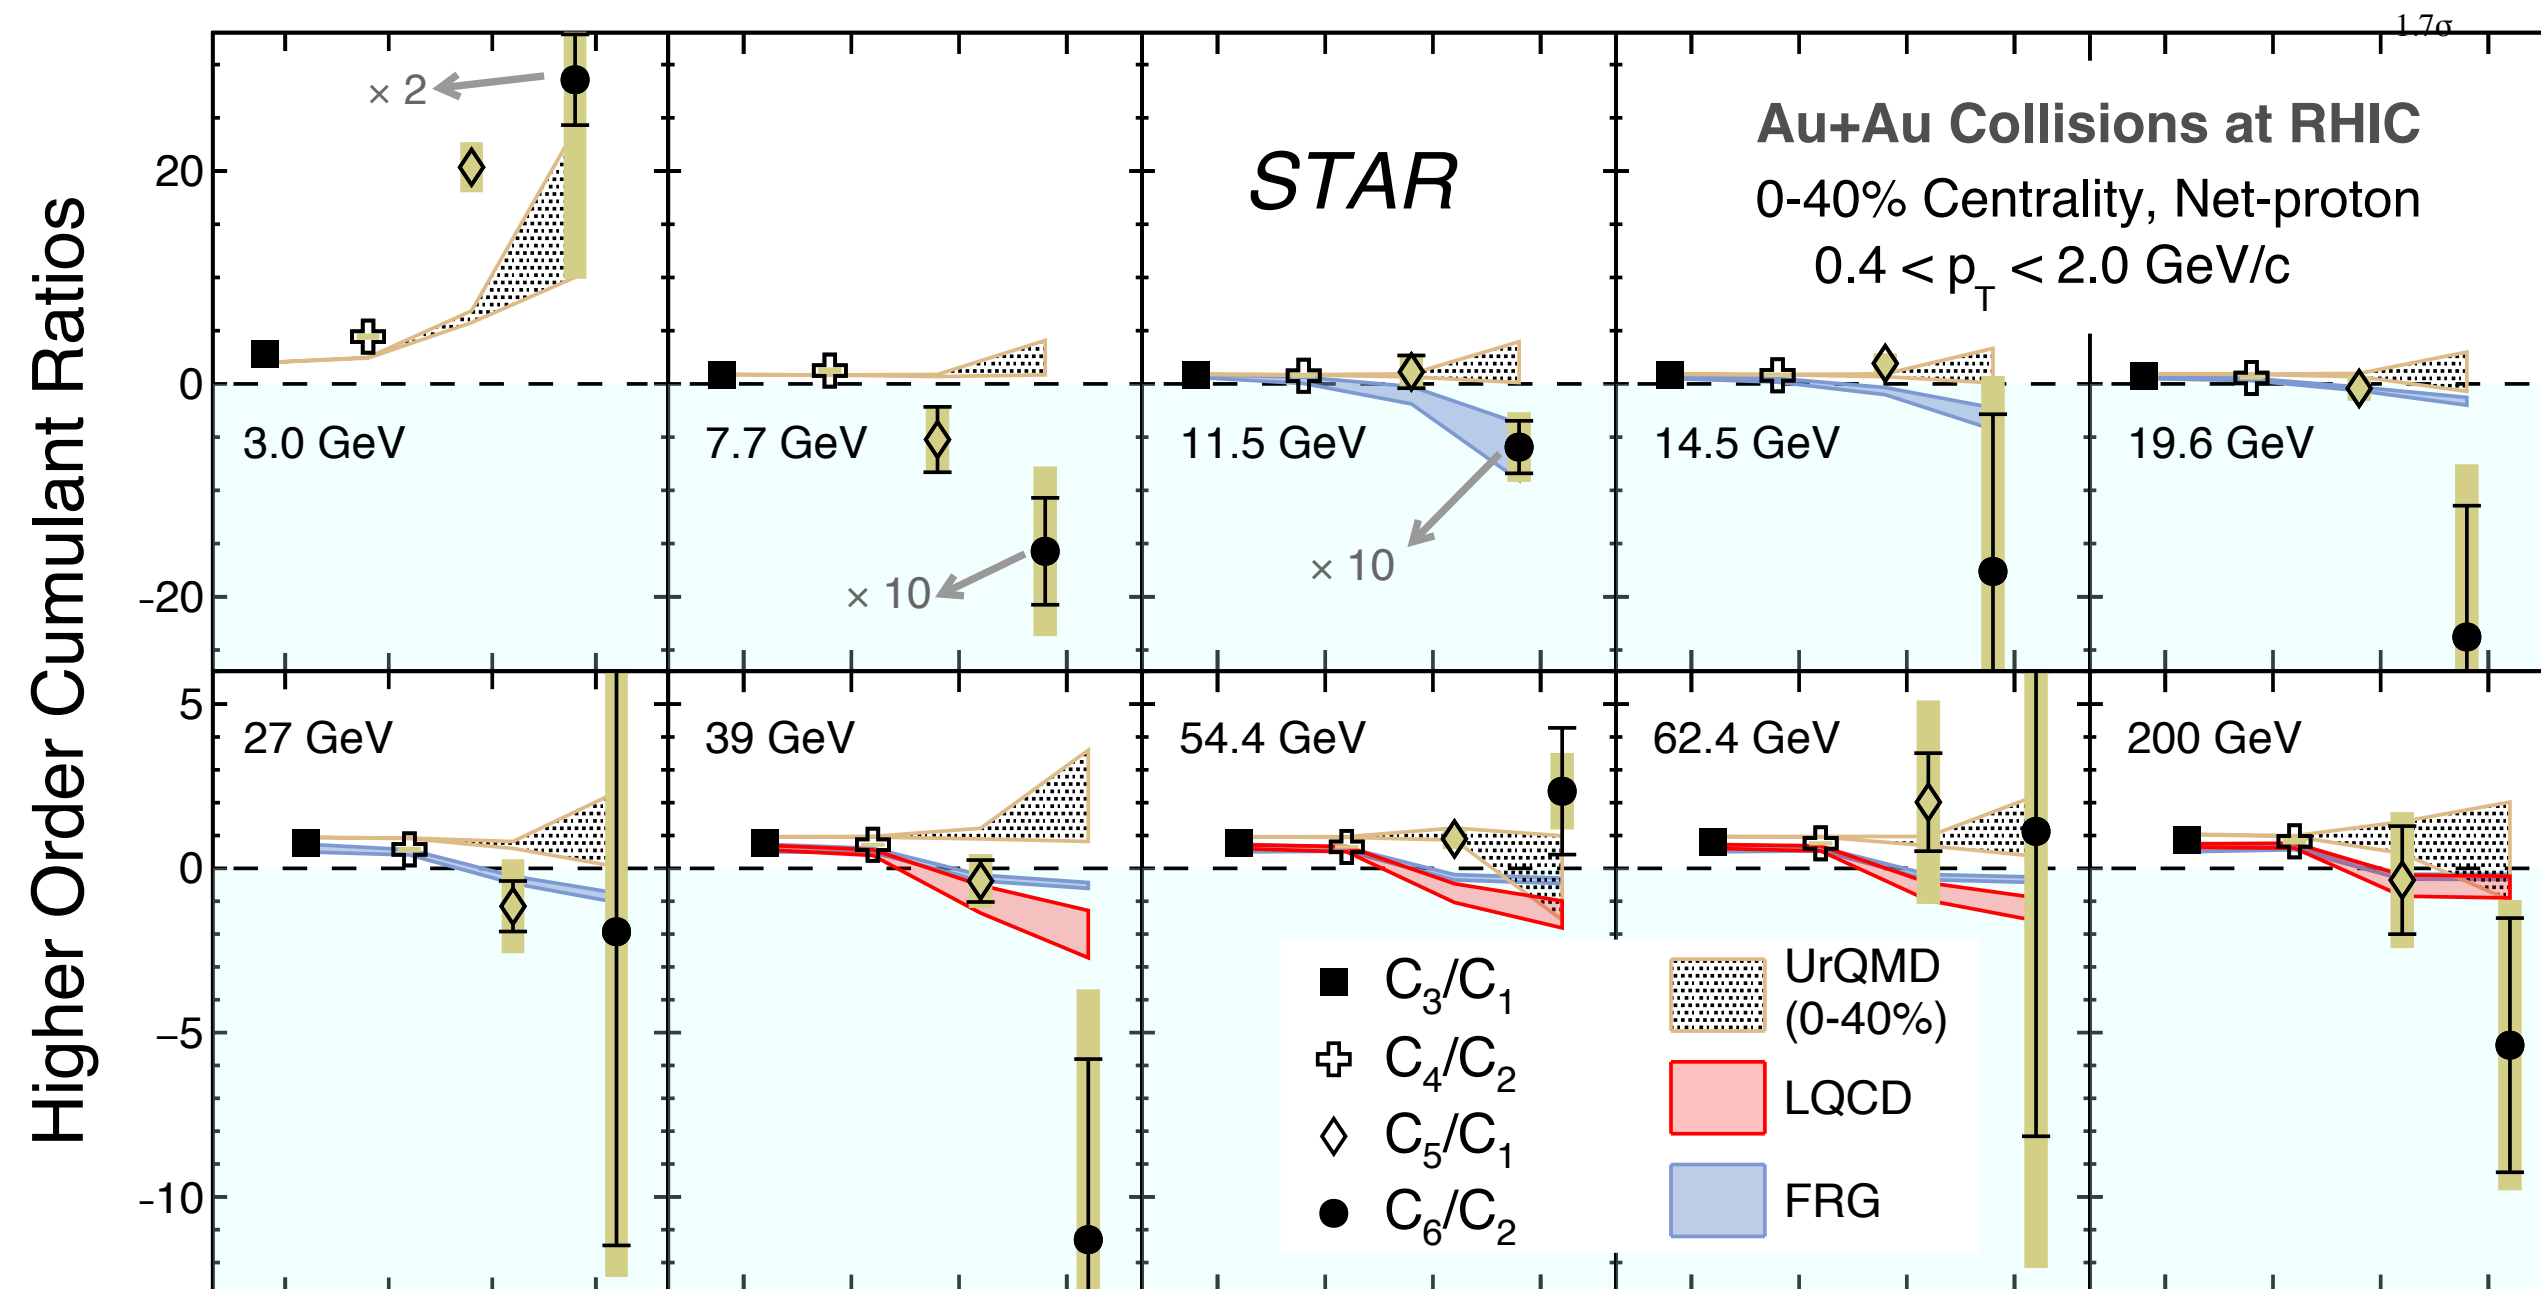 1.7σ
Higher Order Cumulant Ratios
20
0
-20
× 2
3.0 GeV
7.7 GeV
× 10
STAR
11.5 GeV
× 10
Au+Au Collisions at RHIC
0-40% Centrality, Net-proton
0.4 < p_T < 2.0 GeV/c
14.5 GeV
19.6 GeV
5
0
-5
-10
27 GeV
39 GeV
54.4 GeV
62.4 GeV
200 GeV
C3/C1
C4/C2
C5/C1
C6/C2
UrQMD
(0-40%)
LQCD
FRG